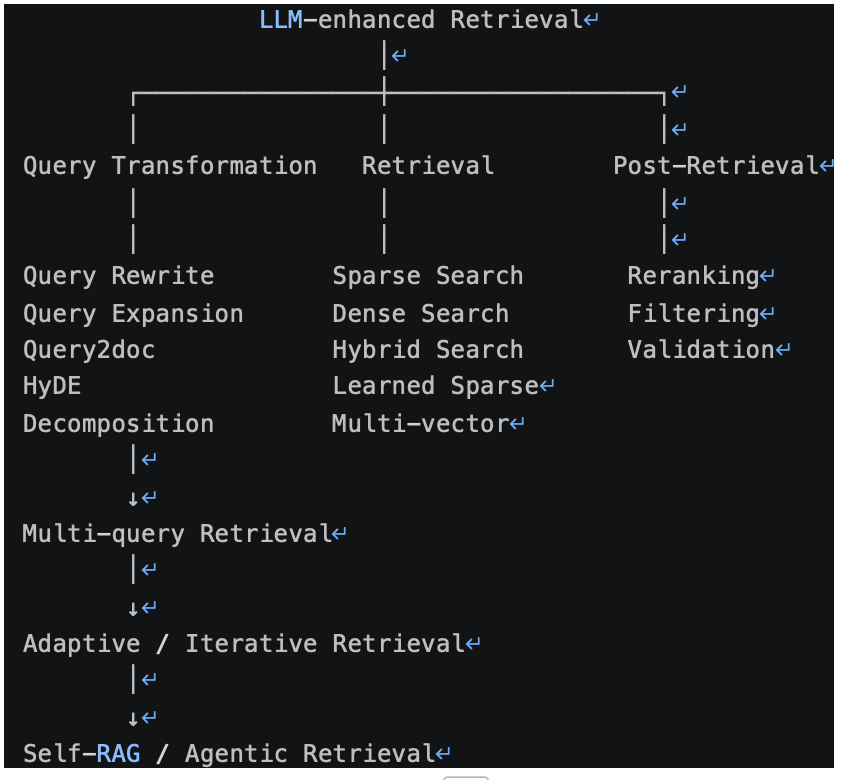 LLM-enhanced Retrieval↵
│↵
┌─────────────────┼───────────────────┐↵
│ │ │↵
Query Transformation Retrieval Post-Retrieval↵
│ │ │↵
│ │ │↵
Query Rewrite Sparse Search Reranking↵
Query Expansion Dense Search Filtering↵
Query2doc Hybrid Search Validation↵
HyDE Learned Sparse↵
Decomposition Multi-vector↵
│↵
↓↵
Multi-query Retrieval↵
│↵
↓↵
Adaptive / Iterative Retrieval↵
│↵
↓↵
Self-RAG / Agentic Retrieval↵